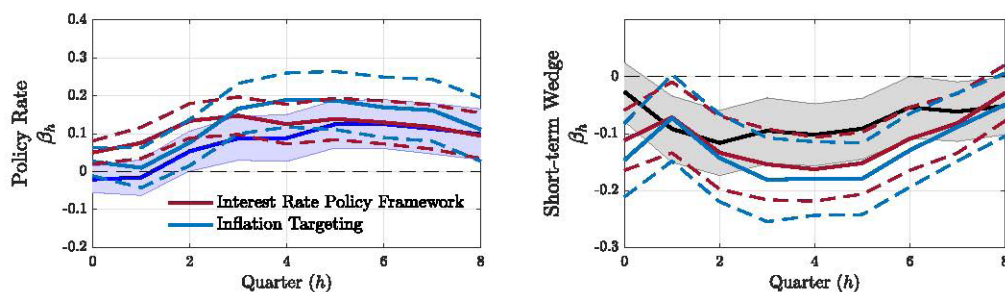 Policy Rate
βh
0.4
0.3
0.2
0.1
0
-0.1
-0.2
0
2
4
6
8
Quarter (h)
Interest Rate Policy Framework
Inflation Targeting
Short-term Wedge
βh
0
-0.1
-0.2
-0.3
0
2
4
6
8
Quarter (h)